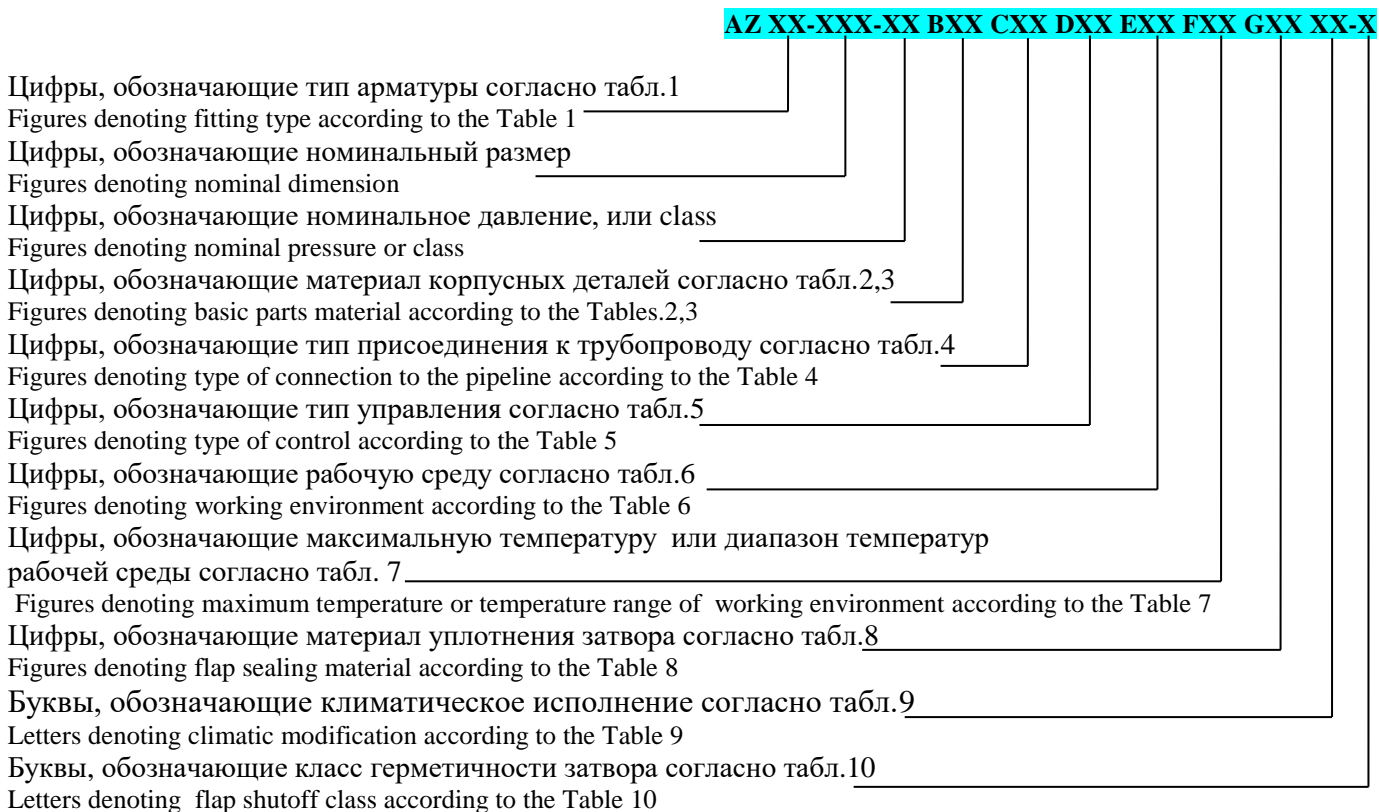 AZ XX-XXX-XX BXX CXX DXX EXX FXX GXX XX-X
Цифры, обозначающие тип арматуры согласно табл.1
Figures denoting fitting type according to the Table 1
Цифры, обозначающие номинальный размер
Figures denoting nominal dimension
Цифры, обозначающие номинальное давление, или class
Figures denoting nominal pressure or class
Цифры, обозначающие материал корпусных деталей согласно табл.2,3
Figures denoting basic parts material according to the Tables.2,3
Цифры, обозначающие тип присоединения к трубопроводу согласно табл.4
Figures denoting type of connection to the pipeline according to the Table 4
Цифры, обозначающие тип управления согласно табл.5
Figures denoting type of control according to the Table 5
Цифры, обозначающие рабочую среду согласно табл.6
Figures denoting working environment according to the Table 6
Цифры, обозначающие максимальную температуру или диапазон температур
рабочей среды согласно табл. 7
Figures denoting maximum temperature or temperature range of working environment according to the Table 7
Цифры, обозначающие материал уплотнения затвора согласно табл.8
Figures denoting flap sealing material according to the Table 8
Буквы, обозначающие климатическое исполнение согласно табл.9
Letters denoting climatic modification according to the Table 9
Буквы, обозначающие класс герметичности затвора согласно табл.10
Letters denoting flap shutoff class according to the Table 10